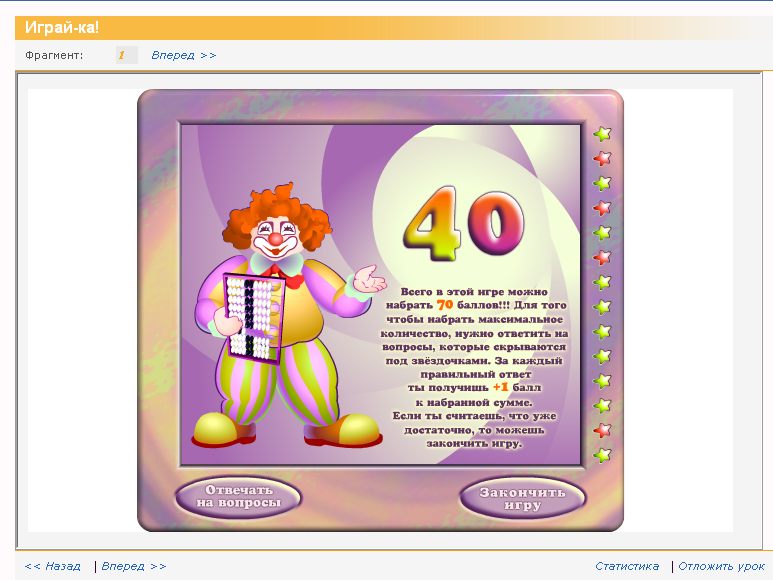 Играй-ка!
Фрагмент: 1 Вперед >>
40
Всего в этой игре можно
набрать 70 баллов!!! Для того
чтобы набрать максимальное
количество, нужно ответить на
вопросы, которые скрываются
под звёздочками. За каждый
правильный ответ
ты получишь +1 балл
к набранной сумме.
Если ты считаешь, что уже
достаточно, то можешь
закончить игру.
Отвечать
на вопросы
Закончить
игру
<< Назад | Вперед >>
Статистика | Отложить урок